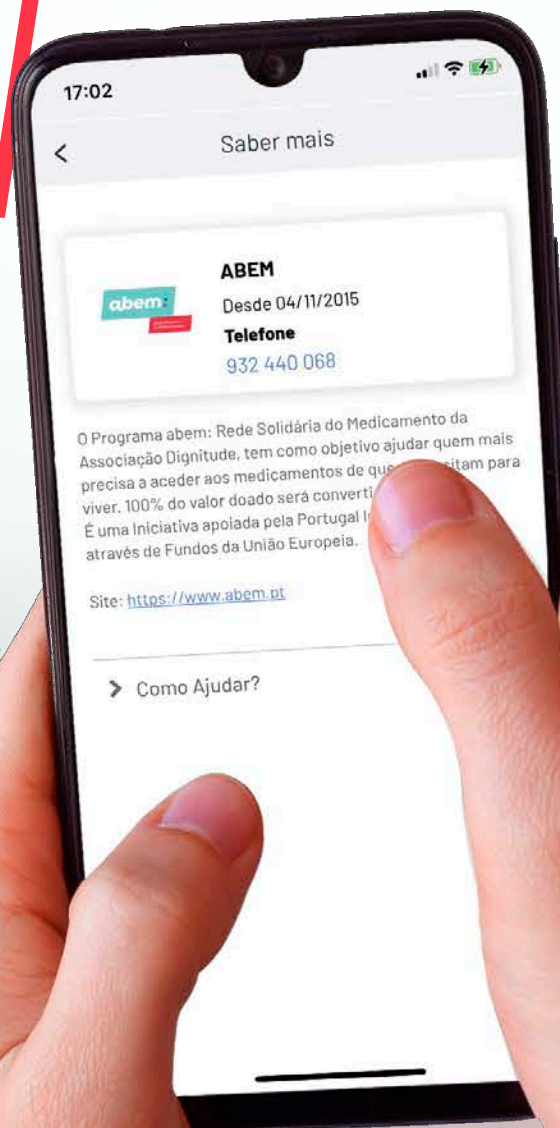 17:02
Saber mais
abem:
ABEM
Desde 04/11/2015
Telefone
932 440 068
O Programa abem: Rede Solidária do Medicamento da
Associação Dignitude, tem como objetivo ajudar quem mais
precisa a aceder aos medicamentos de que para
viver. 100% do valor doado será
É uma Iniciativa apoiada pela Portugal
através de Fundos da União Europeia.
Site: https://www.abem.pt
Como Ajudar?